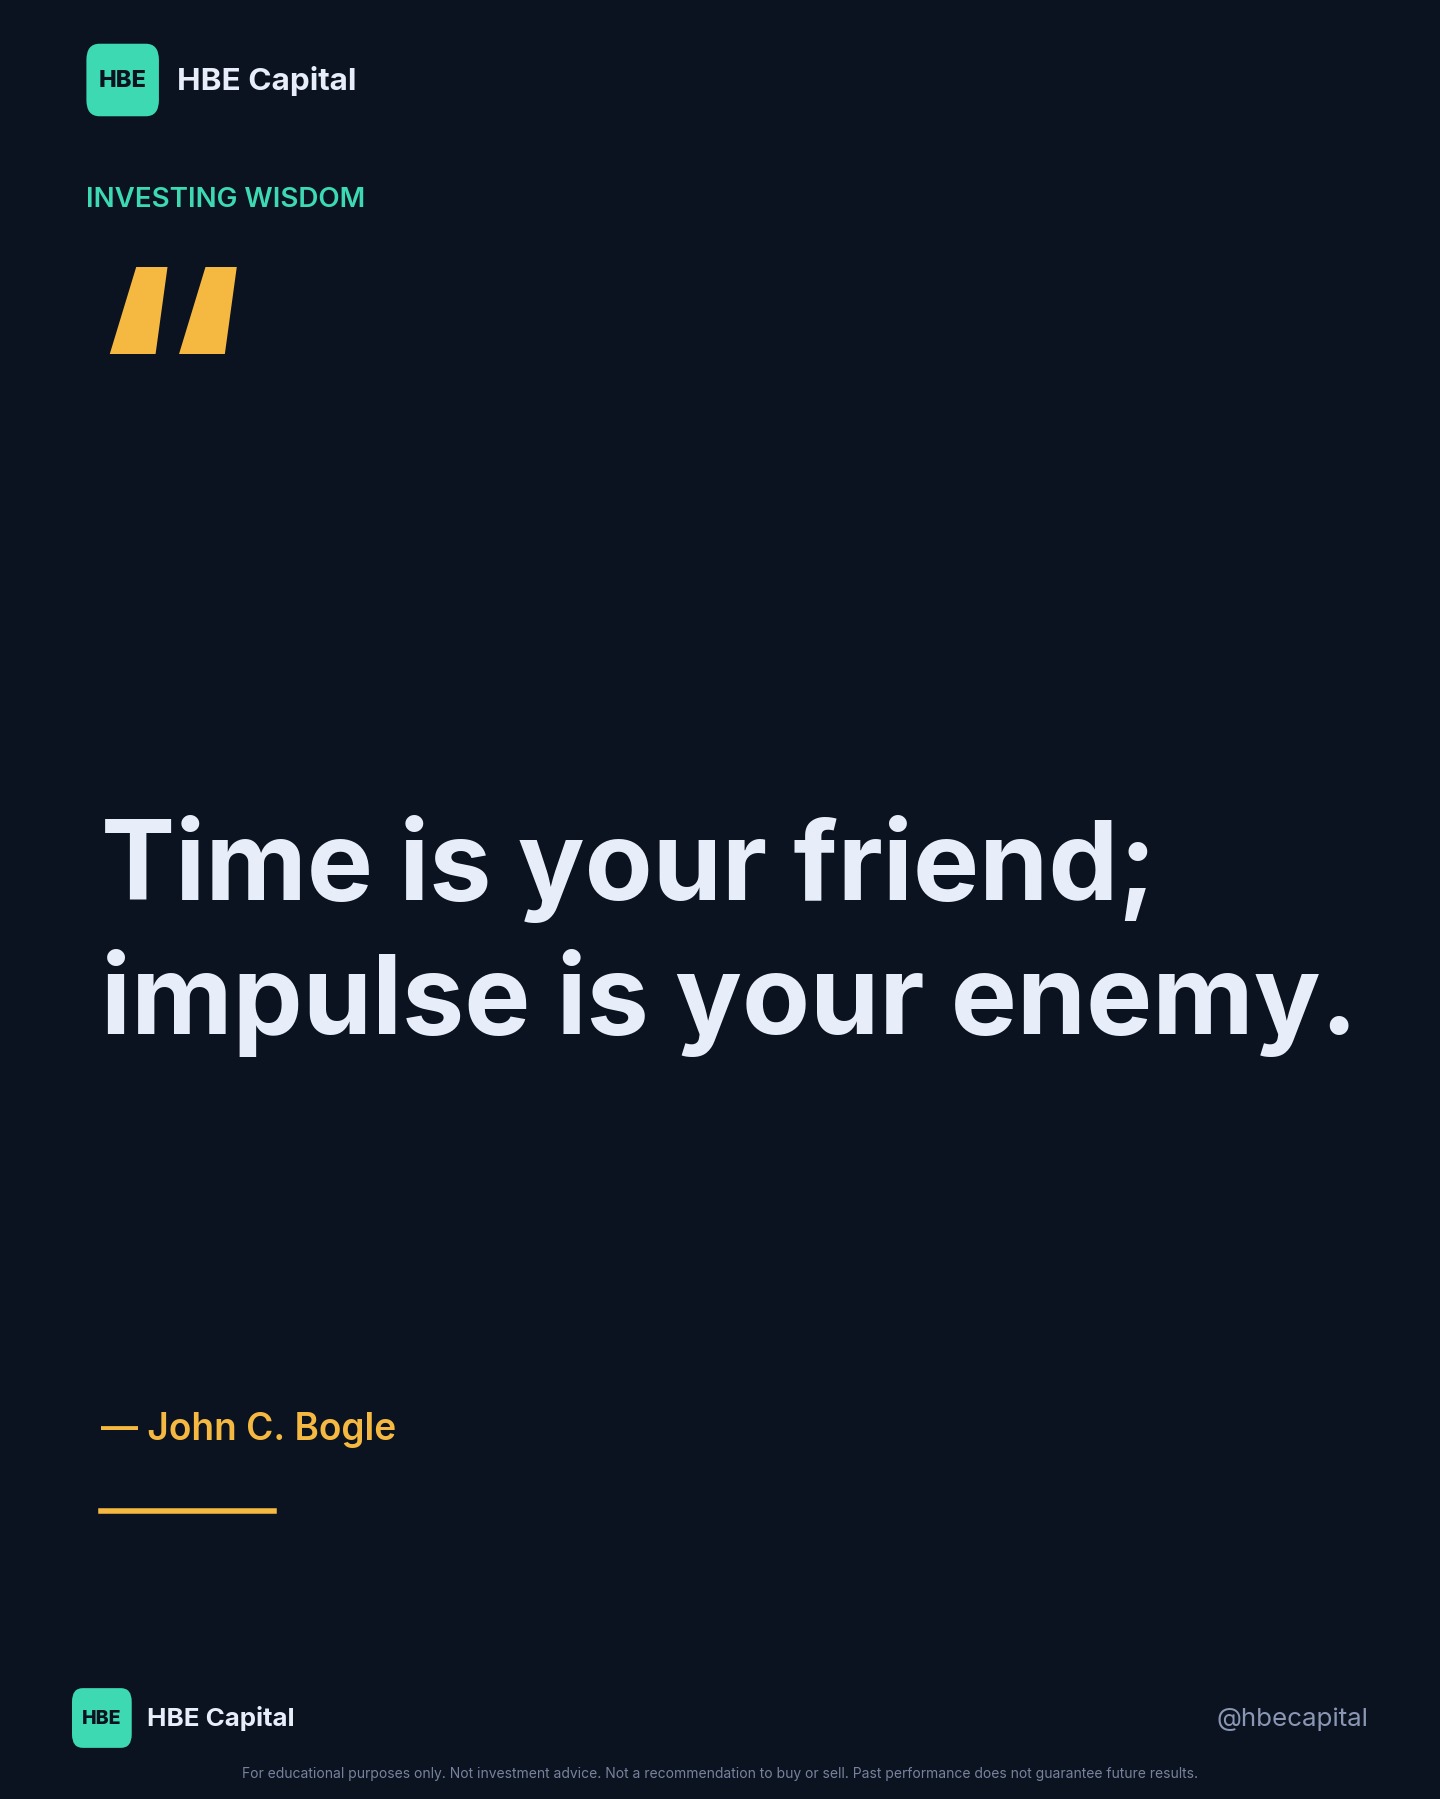 HBE HBE Capital
INVESTING WISDOM
"
Time is your friend;
impulse is your enemy.
— John C. Bogle
HBE HBE Capital
@hbecapital
For educational purposes only. Not investment advice. Not a recommendation to buy or sell. Past performance does not guarantee future results.